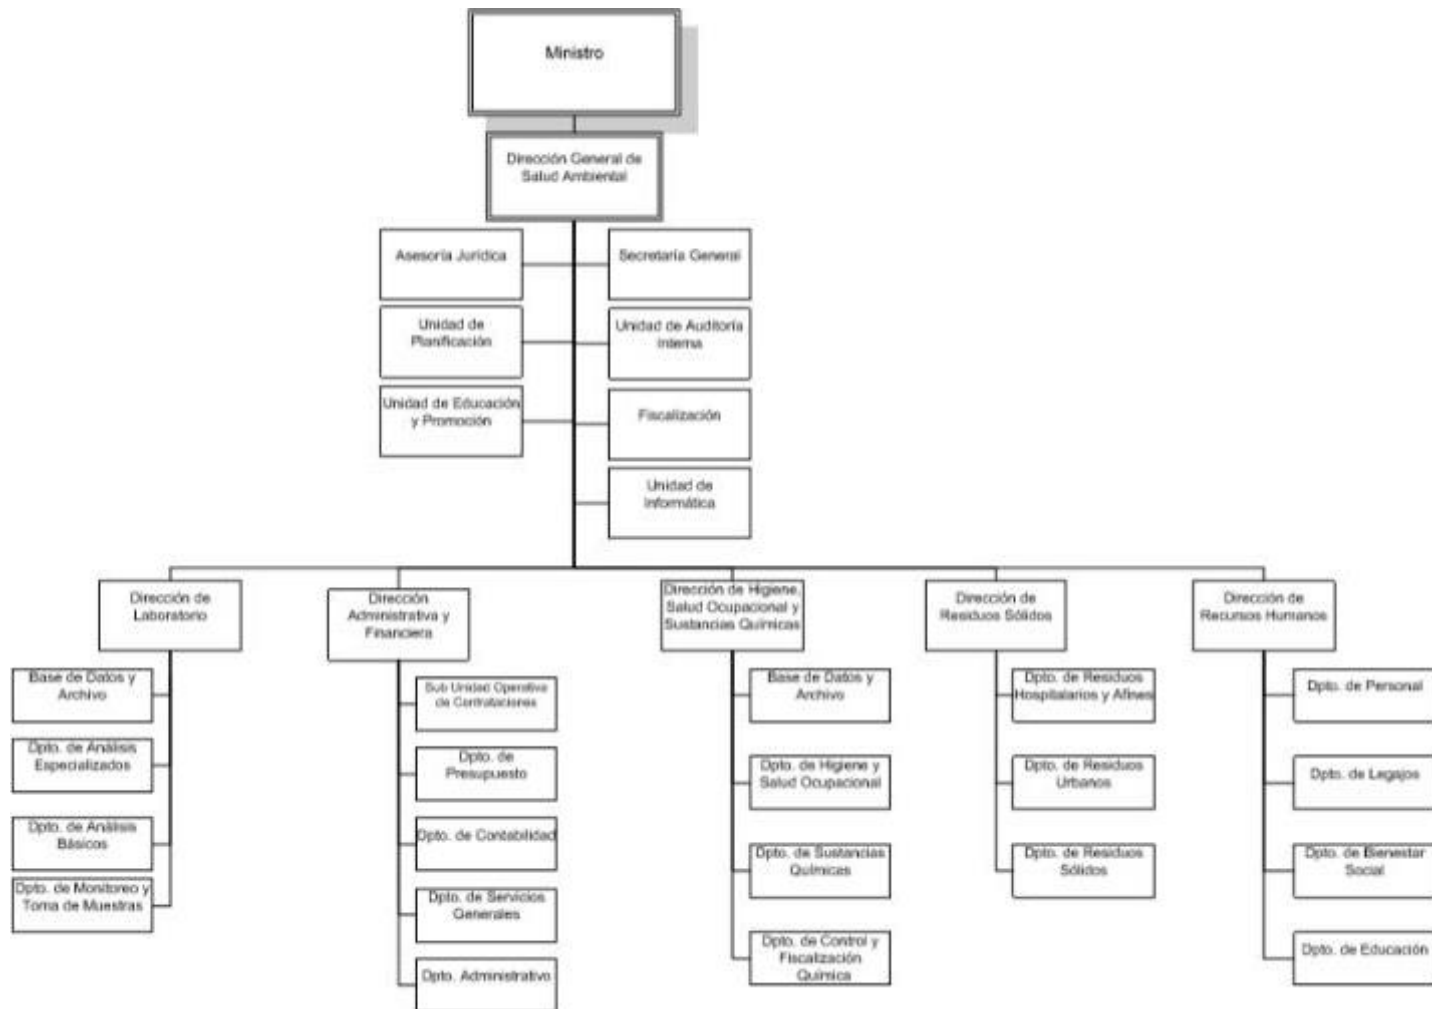 Ministro
Dirección General de
Salud Ambiental
Asesoría Jurídica
Secretaría General
Unidad de
Planificación
Unidad de Auditoría
Interna
Unidad de Educación
y Promoción
Fiscalización
Unidad de
Informática
Dirección de
Laboratorio
Dirección
Administrativa y
Financiera
Dirección de Higiene,
Salud Ocupacional y
Sustancias Químicas
Dirección de
Residuos Sólidos
Dirección de
Recursos Humanos
Base de Datos y
Archivo
Dpto. de Análisis
Especializados
Dpto. de Análisis
Básicos
Dpto. de Monitoreo y
Toma de Muestras
Sub Unidad Operativa
de Contrataciones
Dpto. de
Presupuesto
Dpto. de Contabilidad
Dpto. de Servicios
Generales
Dpto. Administrativo
Base de Datos y
Archivo
Dpto. de Higiene y
Salud Ocupacional
Dpto. de Sustancias
Químicas
Dpto. de Control y
Fiscalización
Química
Dpto. de Residuos
Hospitalarios y Afines
Dpto. de Residuos
Urbanos
Dpto. de Residuos
Sólidos
Dpto. de Personal
Dpto. de Legajos
Dpto. de Bienestar
Social
Dpto. de Educación